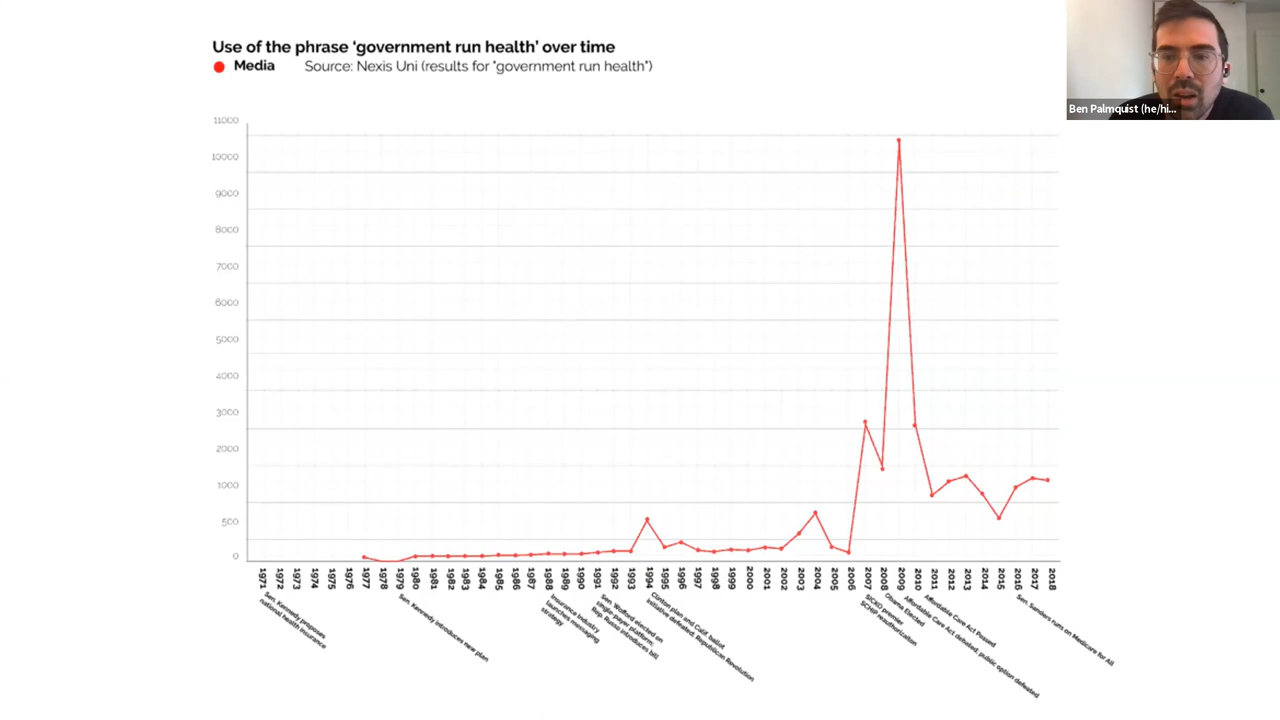 Use of the phrase ‘government run health’ over time
Media
Source: Nexis Uni (results for "government run health")
Ben Palmquist (he/hi...
11000
10000
9000
8000
7000
6000
5000
4000
3000
2000
1000
500
0
1971
1972
1973
1974
1975
1976
1977
1979
1980
1981
1982
1983
1984
1985
1986
1987
1988
1989
1990
1991
1992
1993
1994
1995
1996
1997
1998
1999
2000
2001
2002
2003
2004
2005
2006
2007
2008
2009
2010
2011
2012
2013
2014
2015
2016
2017
2018
Sen. Kennedy proposes
national health insurance
Sen. Kennedy introduces new plan
Insurance Industry
launches messaging
strategy
Sen. Wofford elected on
single-payer platform;
Rep. Russo introduces bill
Clinton plan and Calif. ballot
initiative defeated; Republican Revolution
SICKO premier
SCHIP reauthorization
Obama Elected
Affordable Care Act debated; public option defeated
Affordable Care Act Passed
Sen. Sanders runs on Medicare for All